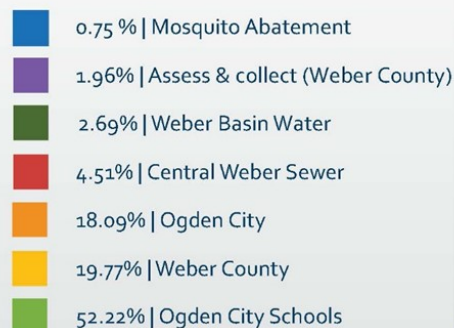 0.75 % | Mosquito Abatement
1.96% | Assess & collect (Weber County)
2.69% | Weber Basin Water
4.51% | Central Weber Sewer
18.09% | Ogden City
19.77% | Weber County
52.22% | Ogden City Schools